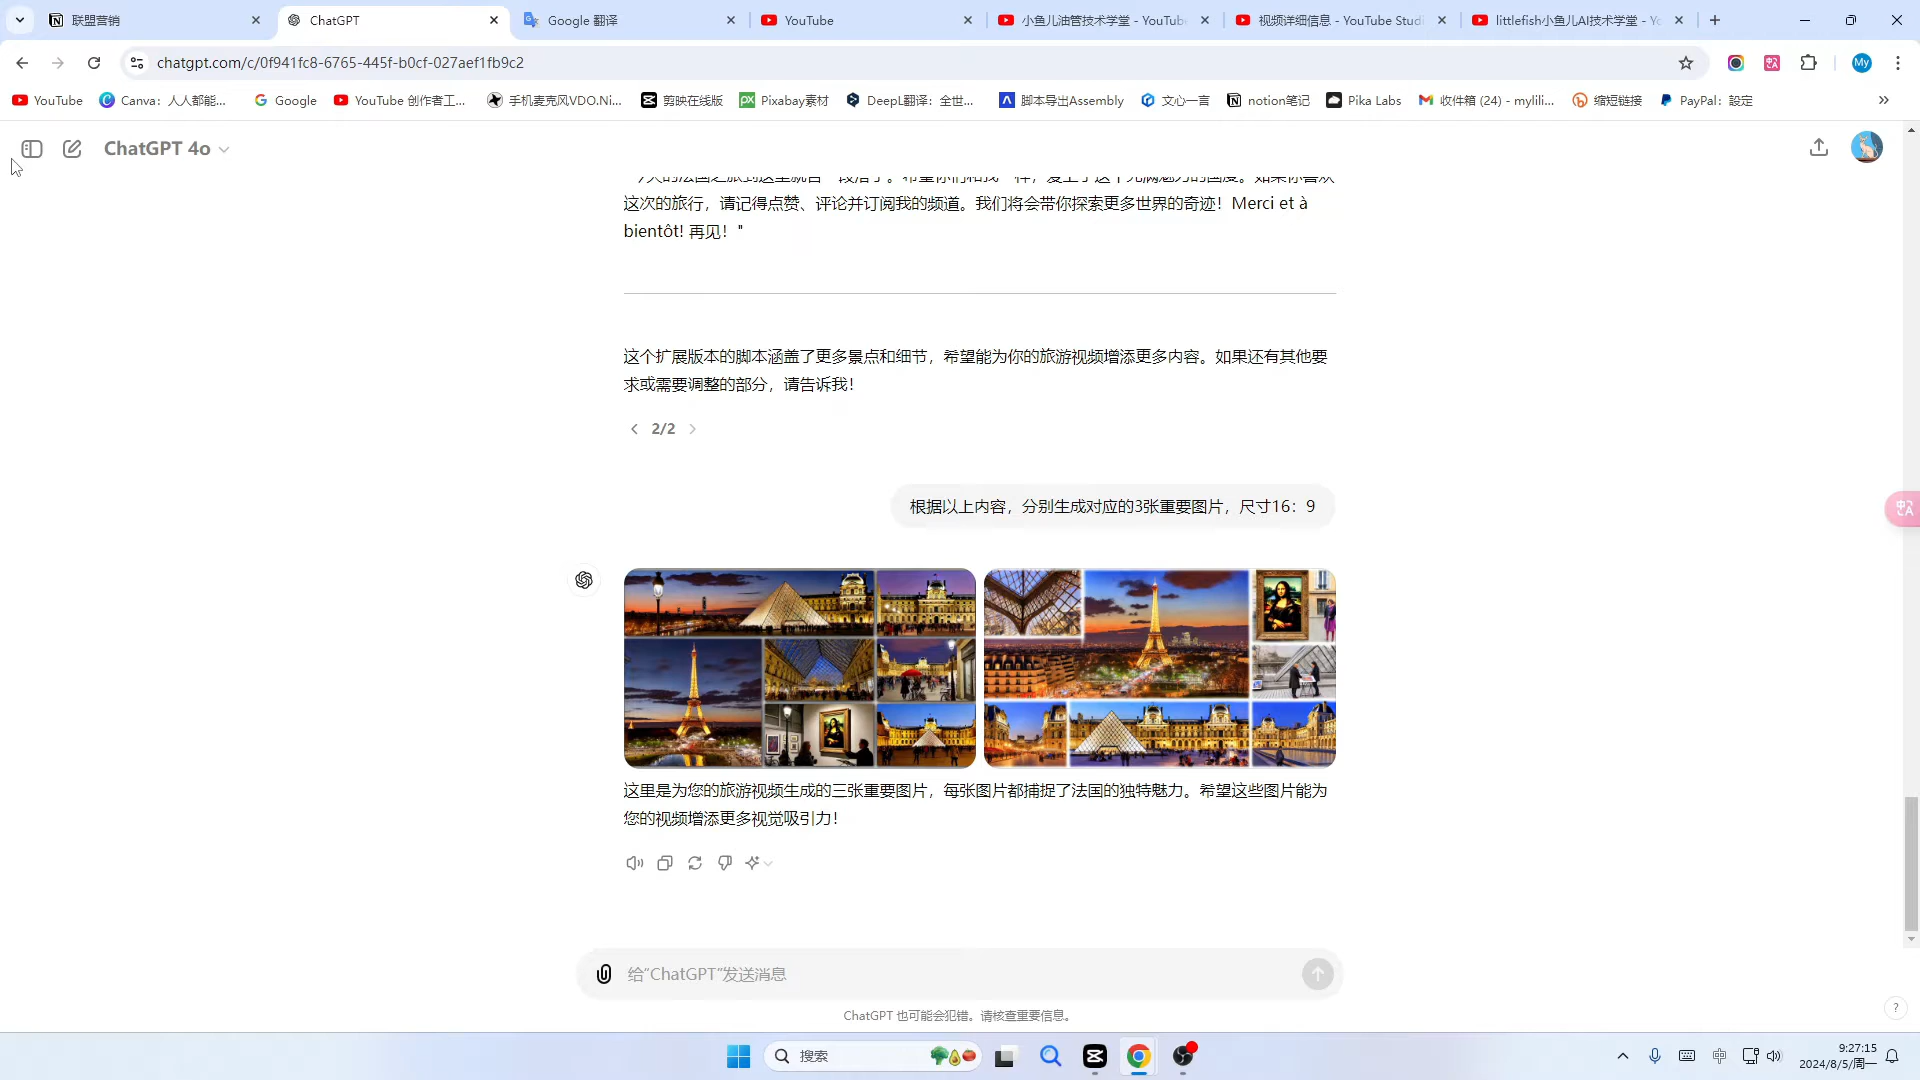 联盟营销
ChatGPT
Google 翻译
YouTube
小鱼儿油管技术学堂 - YouTub
视频详细信息 - YouTube Studi
littlefish小鱼儿AI技术学堂 - Yo
chatgpt.com/c/0f941fc8-6765-445f-b0cf-027aef1fb9c2
My
YouTube
Canva：人人都能...
Google
YouTube 创作者工...
手机麦克风VDO.Ni...
剪映在线版
Pixabay素材
DeepL翻译：全世...
脚本导出Assembly
文心一言
notion笔记
Pika Labs
收件箱 (24) - mylili...
缩短链接
PayPal：設定
ChatGPT 4o
这次的旅行，请记得点赞、评论并订阅我的频道。我们将会带你探索更多世界的奇迹！Merci et à
bientôt! 再见！"
这个扩展版本的脚本涵盖了更多景点和细节，希望能为你的旅游视频增添更多内容。如果还有其他要
求或需要调整的部分，请告诉我！
2/2
根据以上内容，分别生成对应的3张重要图片，尺寸16：9
这里是为您的旅游视频生成的三张重要图片，每张图片都捕捉了法国的独特魅力。希望这些图片能为
您的视频增添更多视觉吸引力！
给“ChatGPT”发送消息
ChatGPT 也可能会犯错。请核查重要信息。
?
搜索
中
9:27:15
2024/8/5/周一